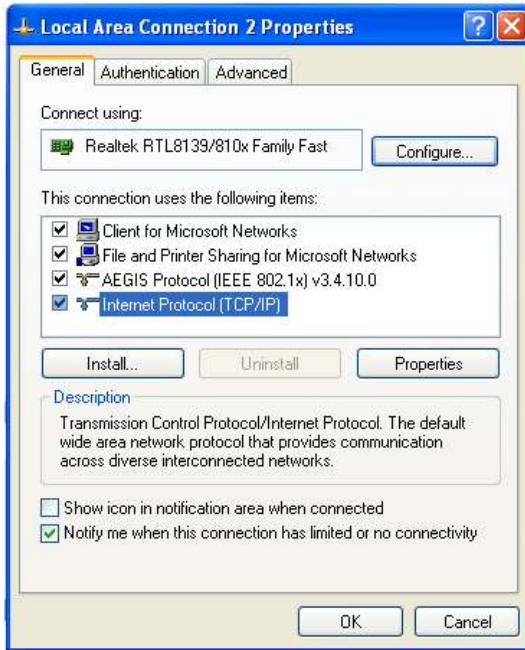 Local Area Connection 2 Properties
General Authentication Advanced
Connect using:
Realtek RTL8139/810x Family Fast
Configure...
This connection uses the following items:
Client for Microsoft Networks
File and Printer Sharing for Microsoft Networks
AEGIS Protocol (IEEE 802.1x) v3.4.10.0
Internet Protocol (TCP/IP)
Install... Uninstall Properties
Description
Transmission Control Protocol/Internet Protocol. The default
wide area network protocol that provides communication
across diverse interconnected networks.
Show icon in notification area when connected
Notify me when this connection has limited or no connectivity
OK Cancel